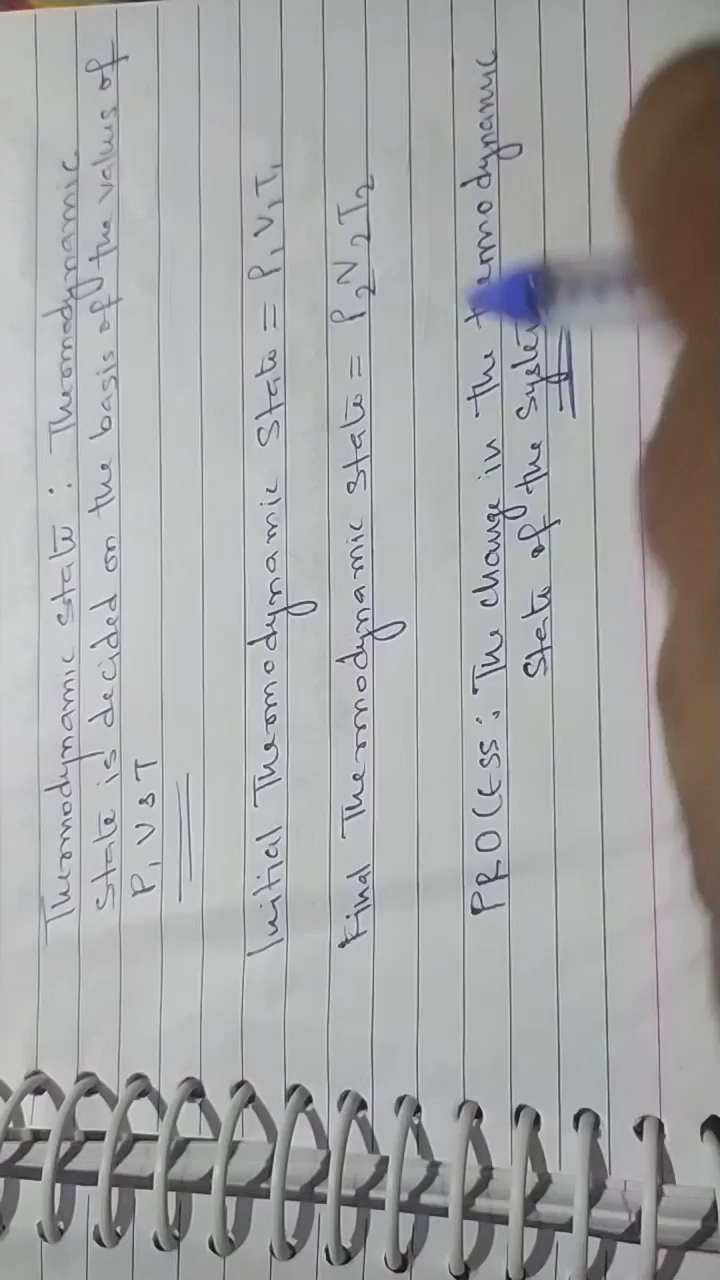 Thermodynamic state : Thermodynamic
state is decided on the basis of the values of
P, V & T
Initial Thermodynamic State = P₁ V₁ T₁
Final Thermodynamic state = P₂ V₂ T₂
PROCESS : The change in the thermodynamic
State of the System